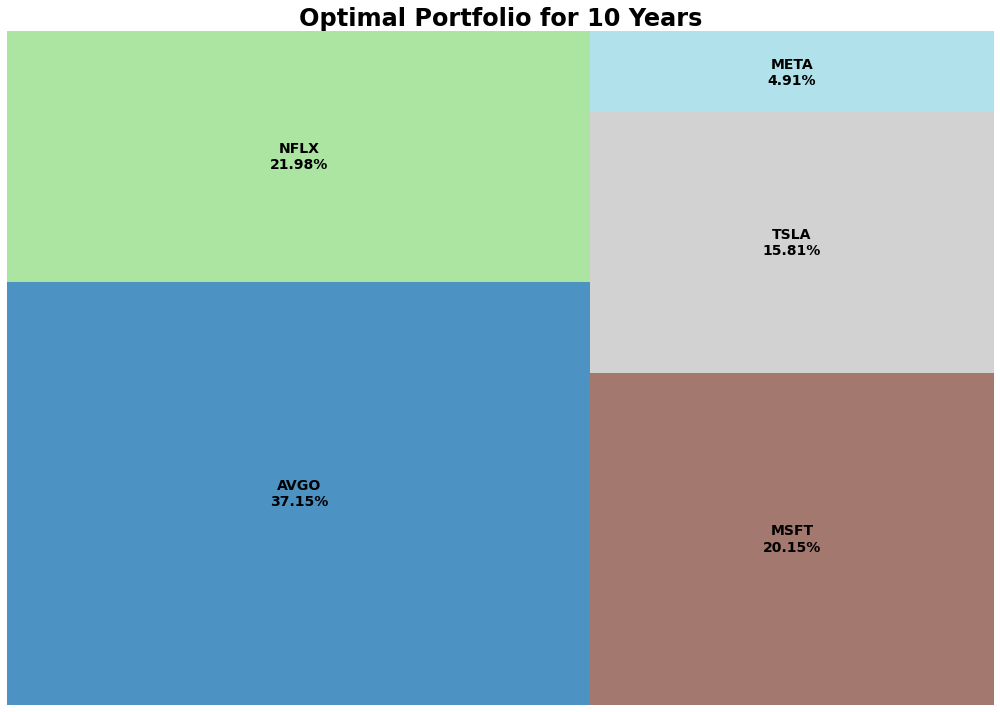 Optimal Portfolio for 10 Years
NFLX
21.98%
AVGO
37.15%
META
4.91%
TSLA
15.81%
MSFT
20.15%